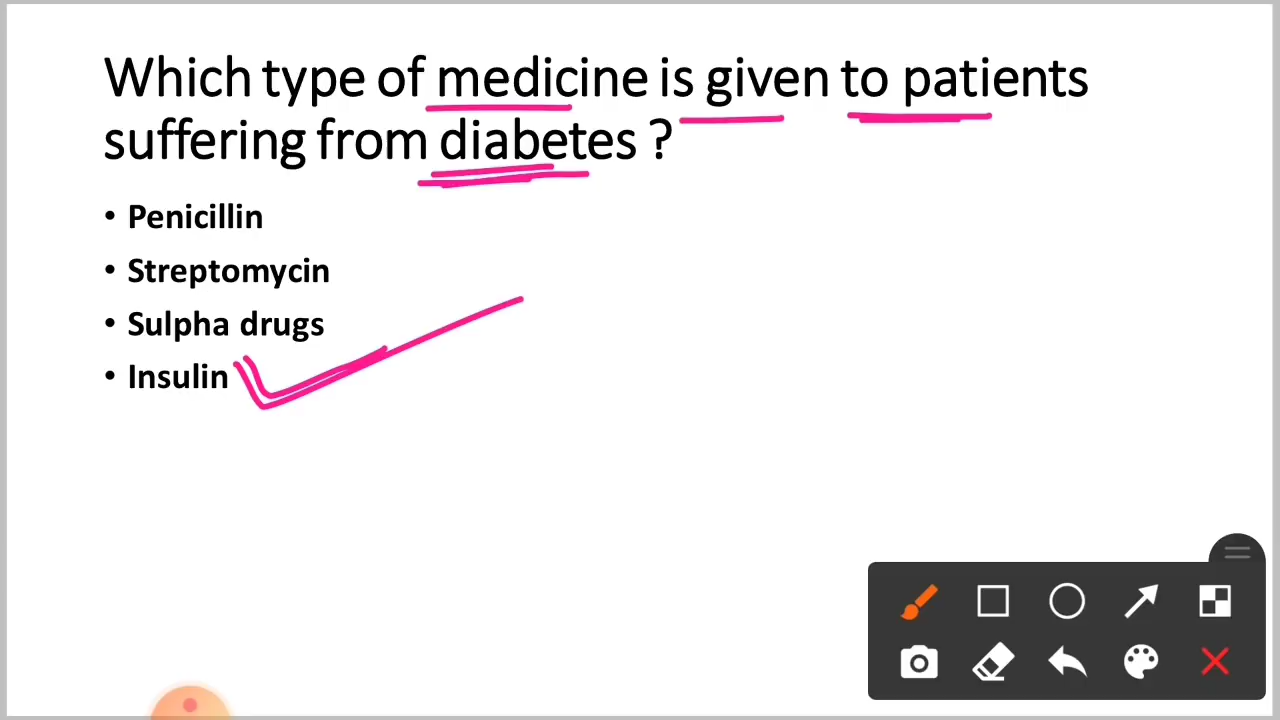 Which type of medicine is given to patients
suffering from diabetes ?
• Penicillin
• Streptomycin
• Sulpha drugs
• Insulin